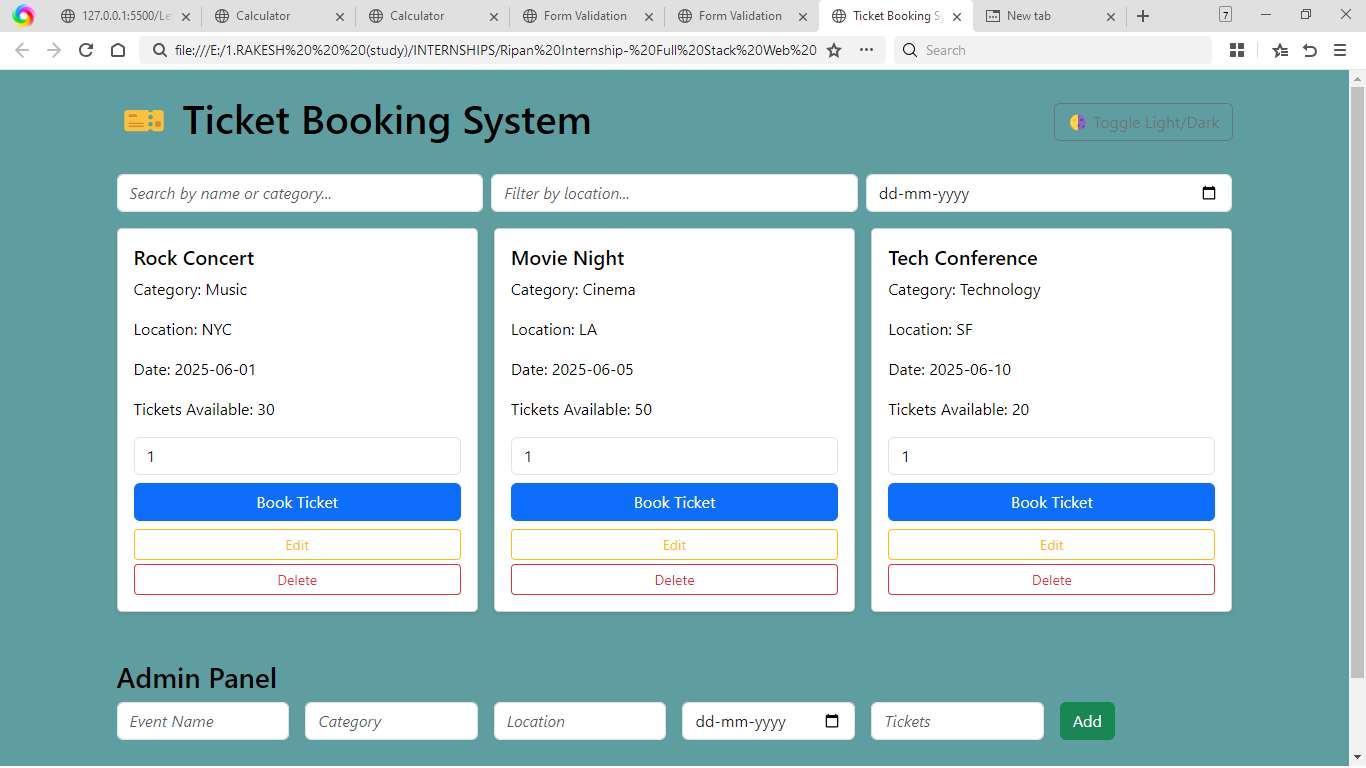 127.0.0.1:5500/Le
Calculator
Calculator
Form Validation
Form Validation
Ticket Booking Sy
New tab
7
file:///E:/1.RAKESH%20%20%20(study)/INTERNSHIPS/Ripan%20Internship-%20Full%20Stack%20Web%20
Search
Ticket Booking System
Toggle Light/Dark
Search by name or category...
Filter by location...
dd-mm-yyyy
Rock Concert
Category: Music
Location: NYC
Date: 2025-06-01
Tickets Available: 30
1
Book Ticket
Edit
Delete
Movie Night
Category: Cinema
Location: LA
Date: 2025-06-05
Tickets Available: 50
1
Book Ticket
Edit
Delete
Tech Conference
Category: Technology
Location: SF
Date: 2025-06-10
Tickets Available: 20
1
Book Ticket
Edit
Delete
Admin Panel
Event Name
Category
Location
dd-mm-yyyy
Tickets
Add